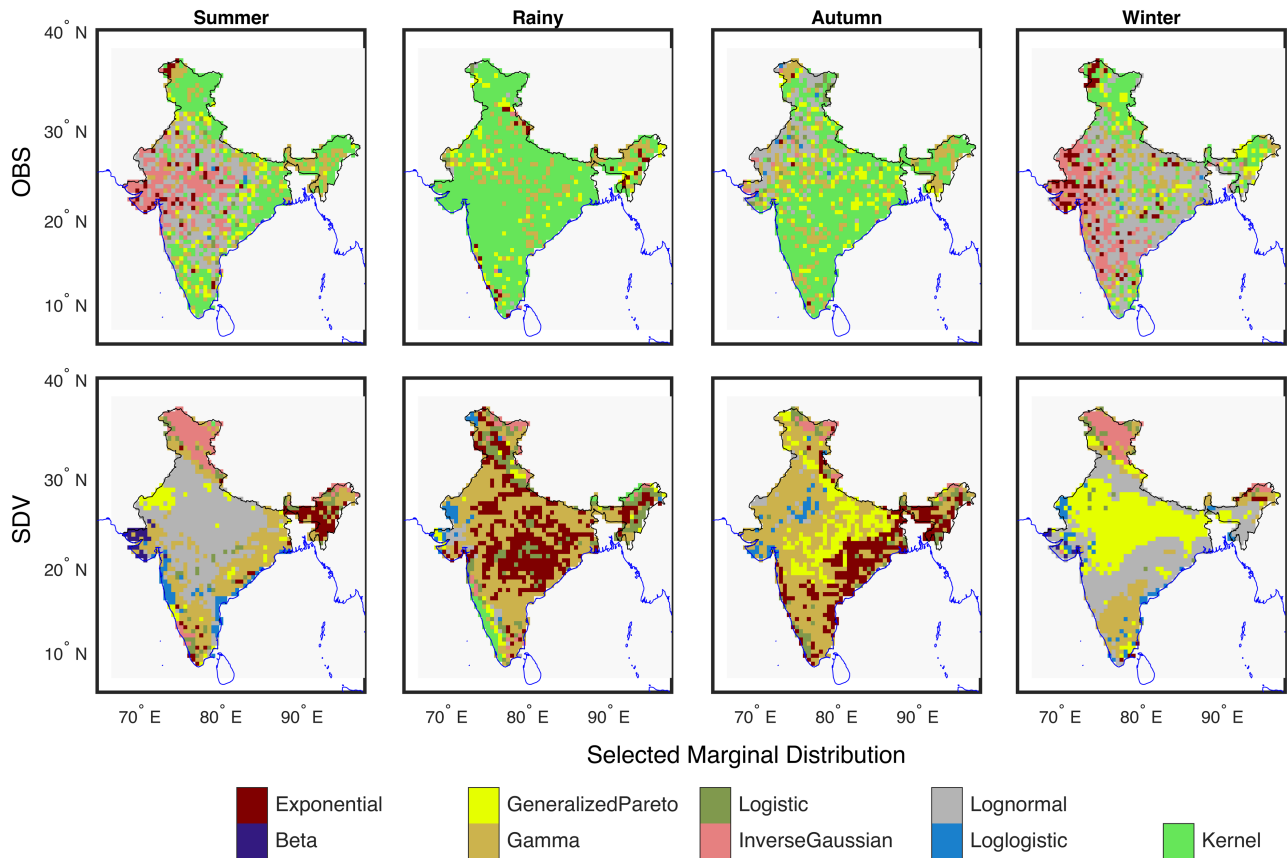 Summer Rainy Autumn Winter
40° N
30° N
OBS
20° N
10° N
40° N
30° N
SDV
20° N
10° N
70° E 80° E 90° E 70° E 80° E 90° E 70° E 80° E 90° E 70° E 80° E 90° E
Selected Marginal Distribution
Exponential GeneralizedPareto Logistic Lognormal
Beta Gamma InverseGaussian Loglogistic Kernel